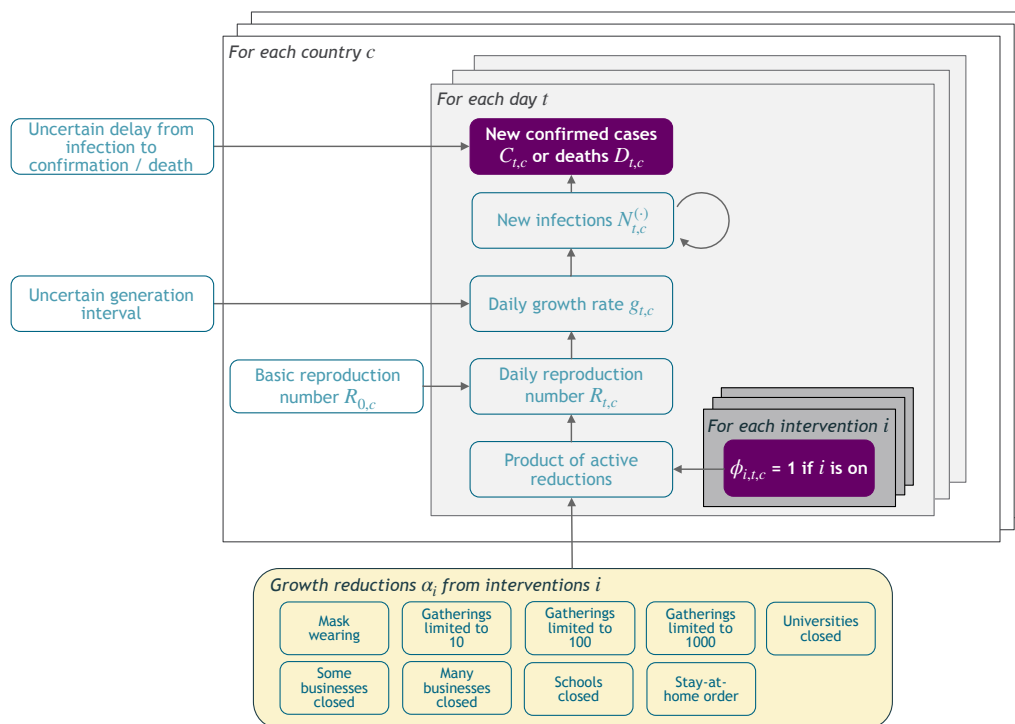 For each country c
For each day t
Uncertain delay from
infection to
confirmation / death
New confirmed cases
C_{t,c} or deaths D_{t,c}
New infections N_{t,c}^{(·)}
Uncertain generation
interval
Daily growth rate g_{t,c}
Basic reproduction
number R_{0,c}
Daily reproduction
number R_{t,c}
For each intervention i
ϕ_{i,t,c} = 1 if i is on
Product of active
reductions
Growth reductions α_i from interventions i
Mask
wearing
Gatherings
limited to
10
Gatherings
limited to
100
Gatherings
limited to
1000
Universities
closed
Some
businesses
closed
Many
businesses
closed
Schools
closed
Stay-at-
home order